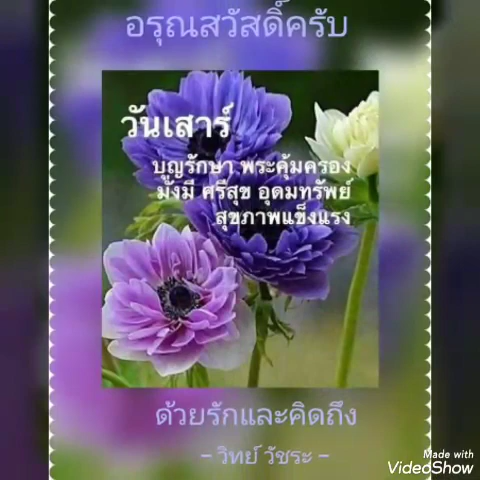 อรุณสวัสดิ์ครับ
วันเสาร์
บุญรักษา พระคุ้มครอง
มั่งมี ศรีสุข อุดมทรัพย์
สุขภาพแข็งแรง
ด้วยรักและคิดถึง
- วิทย์ วัชระ -
Made with
VideoShow